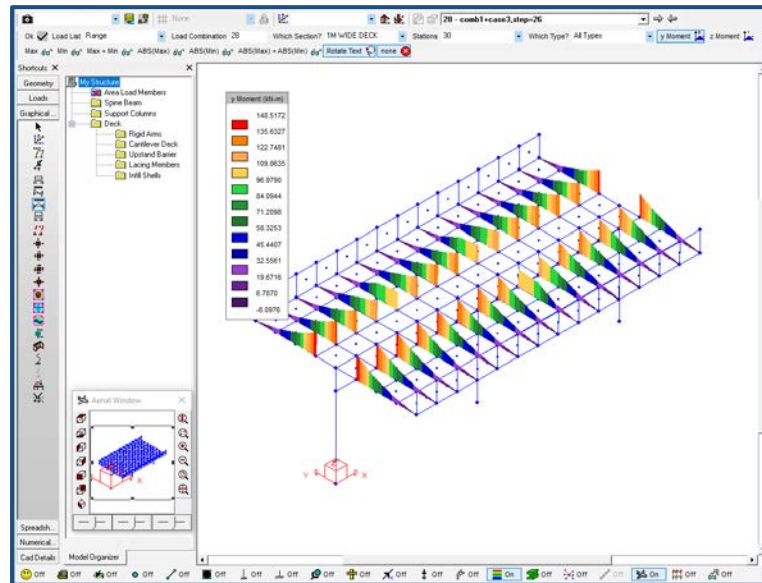 None 20 - comb1+case3,step=26
Ok Load List Range Load Combination 28 Which Section? 1M WIDE DECK Stations 30 Which Type? All Types y Moment z Moment
Max Min Max + Min ABS(Max) ABS(Min) ABS(Max) + ABS(Min) Rotate Text none
Shortcuts
Geometry
Loads
Graphical ...
My Structure
Area Load Members
Spine Beam
Support Columns
Deck
Rigid Arms
Cantilever Deck
Upstand Barrier
Lacing Members
Infill Shells
y Moment (kN-m)
148.5172
135.6327
122.7481
109.8635
96.9790
84.0944
71.2098
58.3253
45.4407
32.5561
19.6716
6.7870
-6.0976
Y X
Aerial Window
X
Spreadsh...
Numerical...
Cad Details
Model Organizer
Off Off Off Off Off Off Off Off Off Off Off Off Off On Off Off Off On Off Off